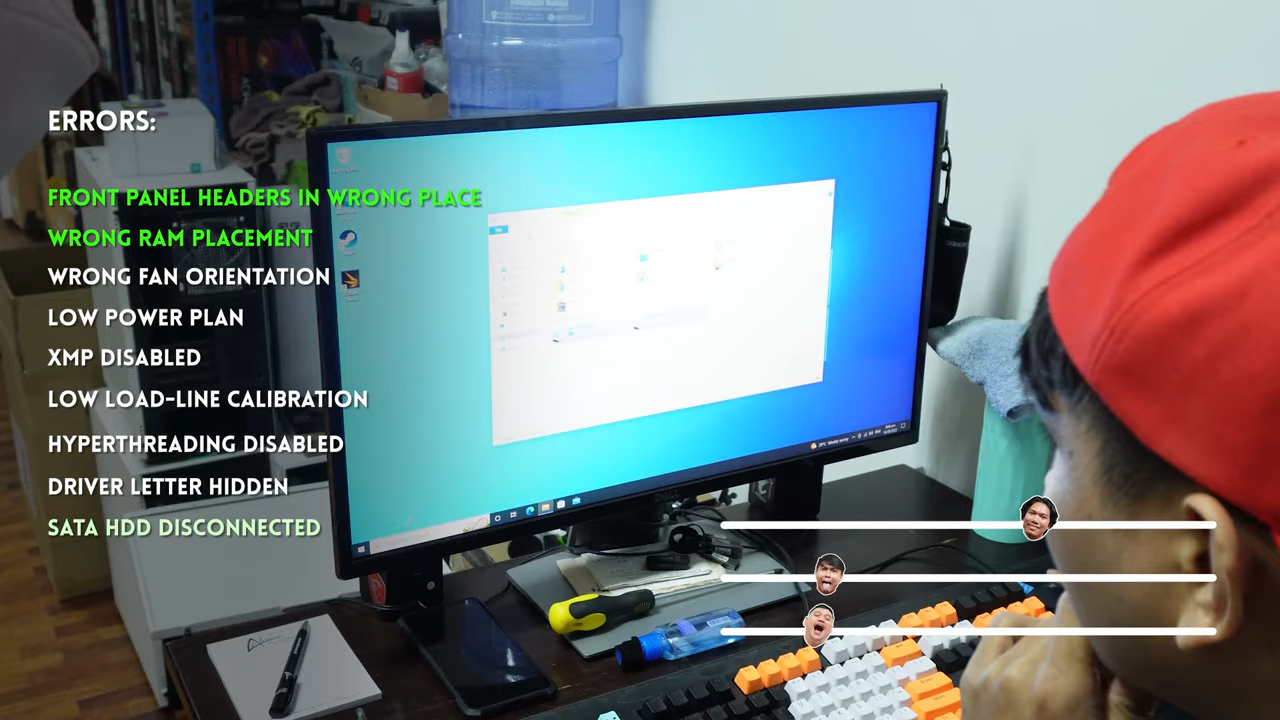 ERRORS:
FRONT PANEL HEADERS IN WRONG PLACE
WRONG RAM PLACEMENT
WRONG FAN ORIENTATION
LOW POWER PLAN
XMP DISABLED
LOW LOAD-LINE CALIBRATION
HYPERTHREADING DISABLED
DRIVER LETTER HIDDEN
SATA HDD DISCONNECTED